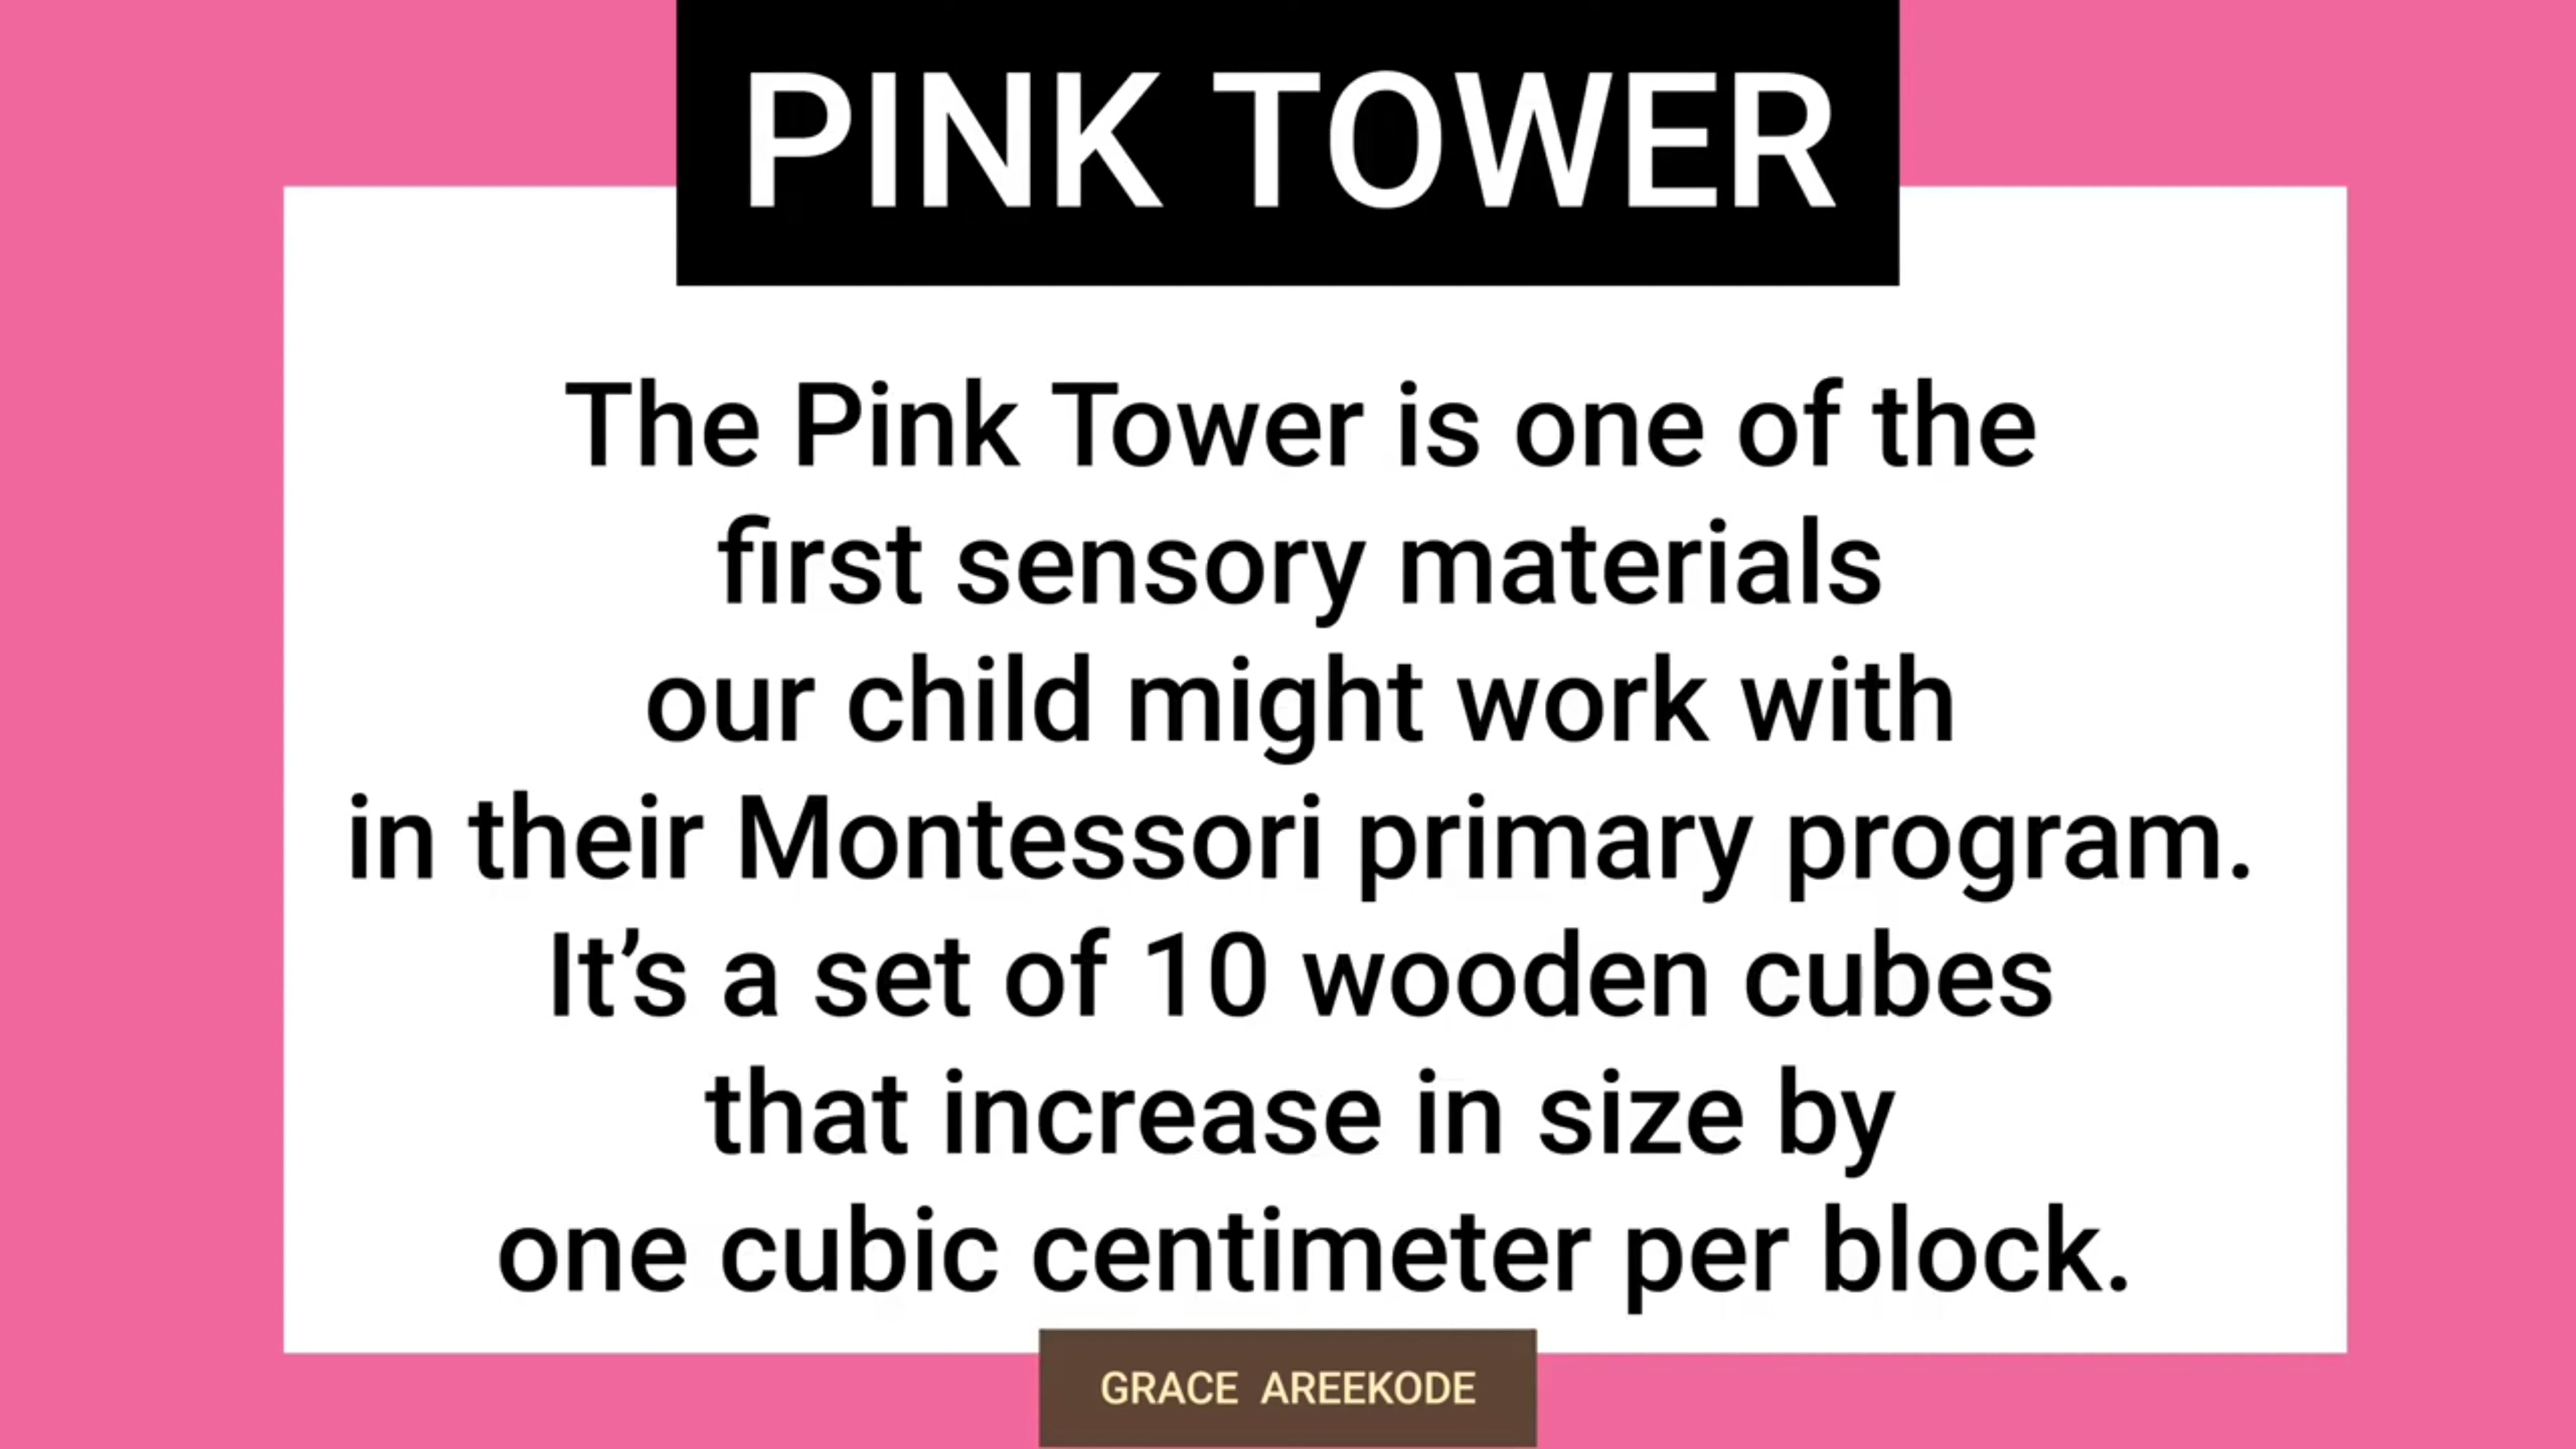 PINK TOWER
The Pink Tower is one of the
first sensory materials
our child might work with
in their Montessori primary program.
It’s a set of 10 wooden cubes
that increase in size by
one cubic centimeter per block.
GRACE AREEKODE